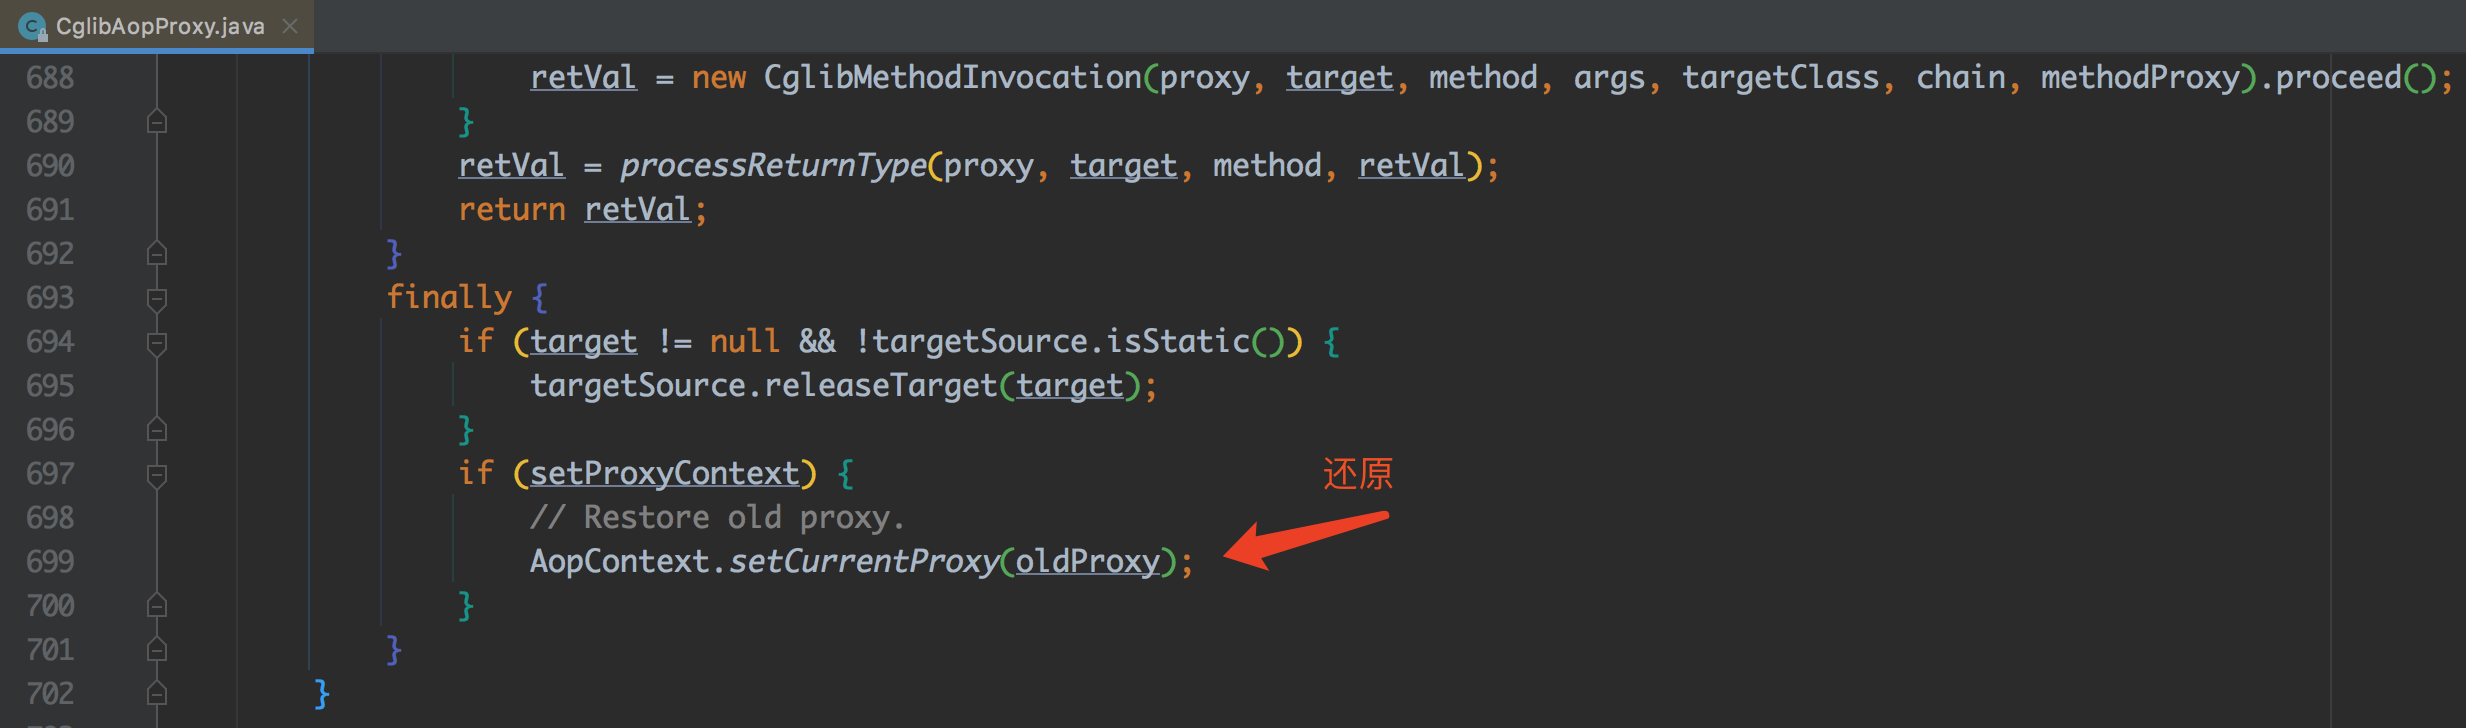 CglibAopProxy.java
688 retVal = new CglibMethodInvocation(proxy, target, method, args, targetClass, chain, methodProxy).proceed();
689 }
690 retVal = processReturnType(proxy, target, method, retVal);
691 return retVal;
692 }
693 finally {
694 if (target != null && !targetSource.isStatic()) {
695 targetSource.releaseTarget(target);
696 }
697 if (setProxyContext) {
还原
698 // Restore old proxy.
699 AopContext.setCurrentProxy(oldProxy);
700 }
701 }
702 }